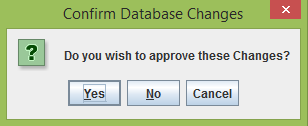 Confirm Database Changes
Do you wish to approve these Changes?
Yes No Cancel